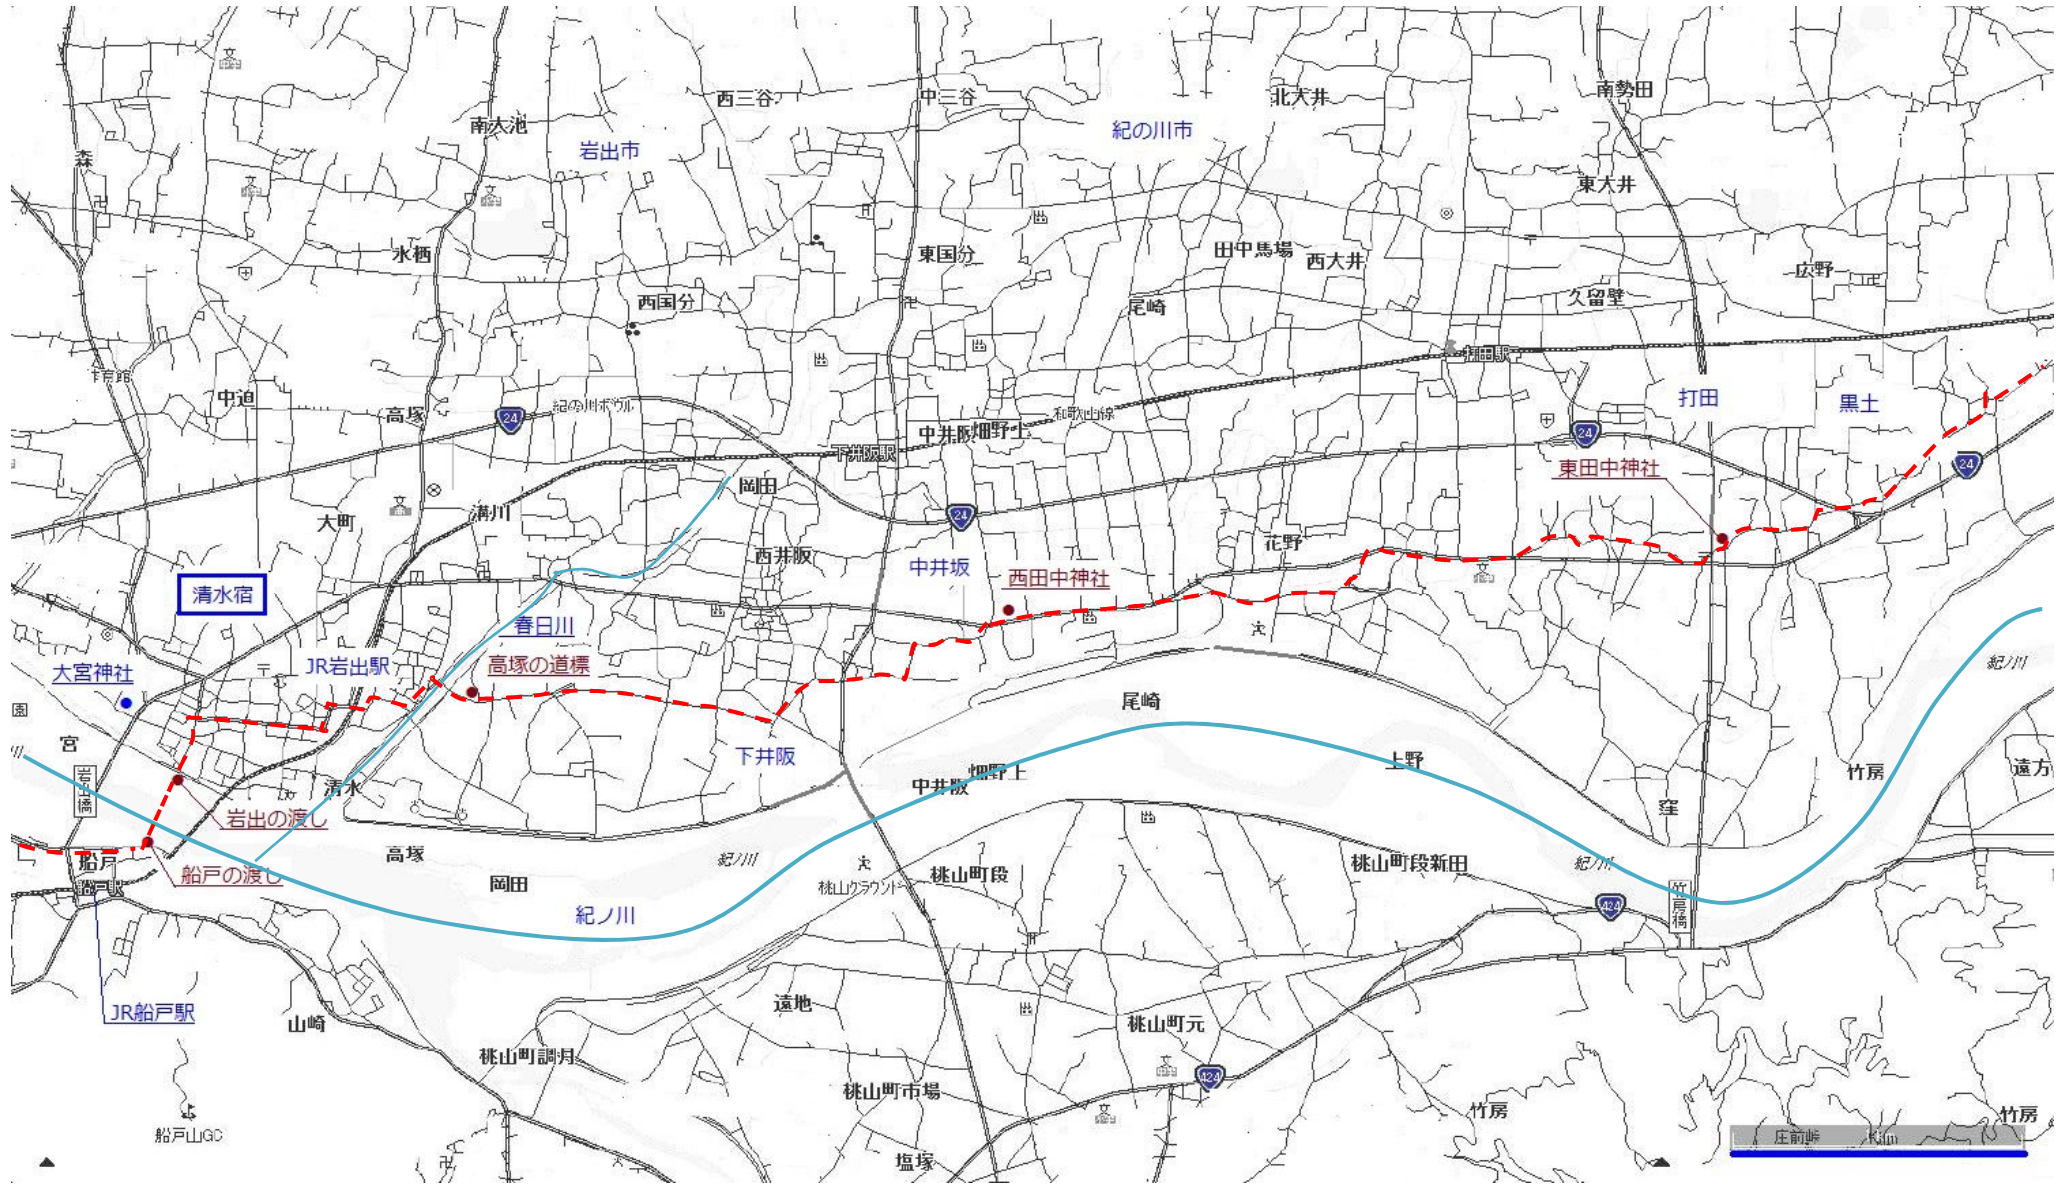 南勢田
西三谷
中三谷
北大井
南大池
紀の川市
岩出市
森
東大井
水栖
東国分
田中馬場
西大井
広野
西国分
尾崎
久留壁
打田駅
中迫
高塚
24
紀の川ボウル
和歌山線
打田
黒土
中井阪
畑野上
24
下井阪駅
東田中神社
24
岡田
溝川
大町
24
西井阪
中井坂
花野
西田中神社
清水宿
春日川
JR岩出駅
高塚の道標
大宮神社
紀ノ川
尾崎
宮
下井阪
中井阪
畑野上
上野
竹房
遠方
岩出橋
清水
岩出の渡し
窪
船戸
高塚
紀ノ川
桃山町段
桃山町段新田
紀ノ川
船戸の渡し
船戸駅
岡田
桃山グラウンド
紀ノ川
424
竹房橋
JR船戸駅
山崎
遠地
桃山町元
桃山町調月
424
桃山町市場
竹房
竹房
船戸山GC
庄前峠
塩塚